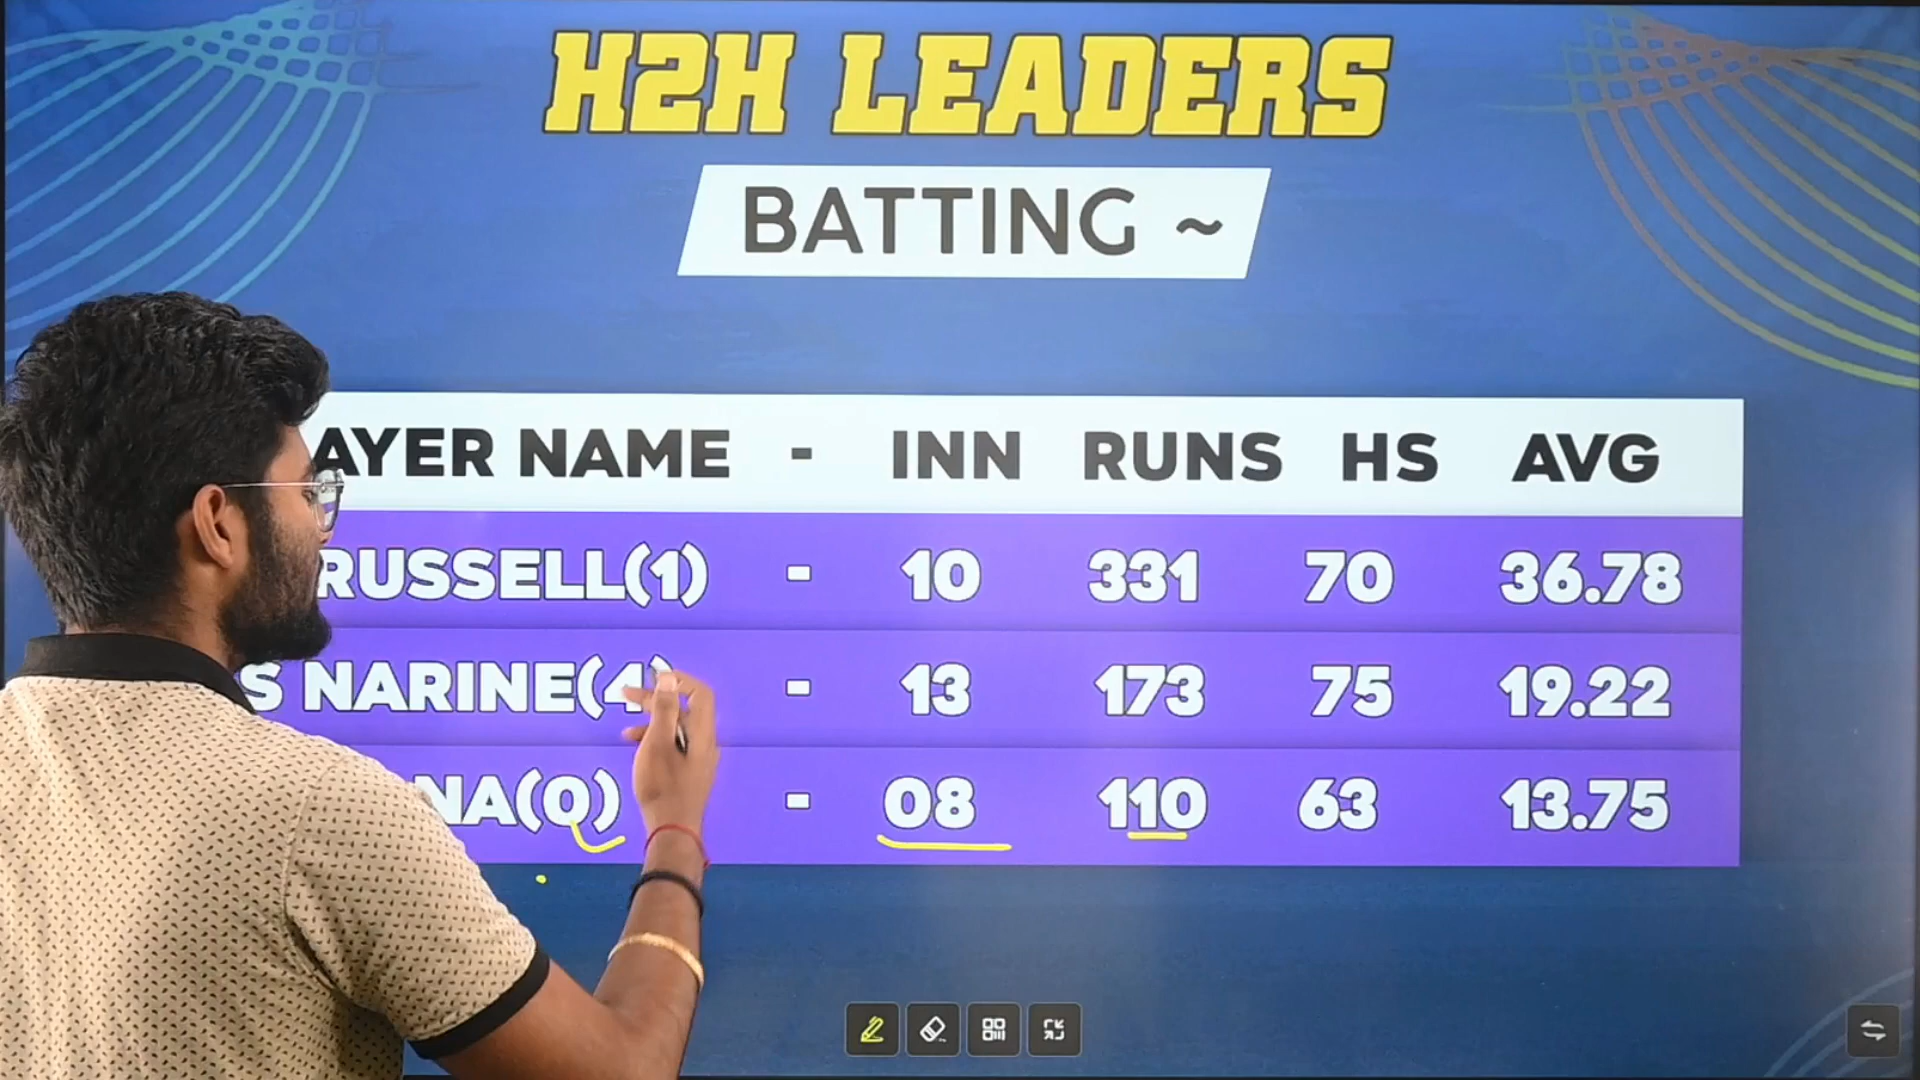 H2H LEADERS
BATTING ~
AYER NAME - INN RUNS HS AVG
RUSSELL(1) - 10 331 70 36.78
S NARINE(4) - 13 173 75 19.22
NA(0) - 08 110 63 13.75